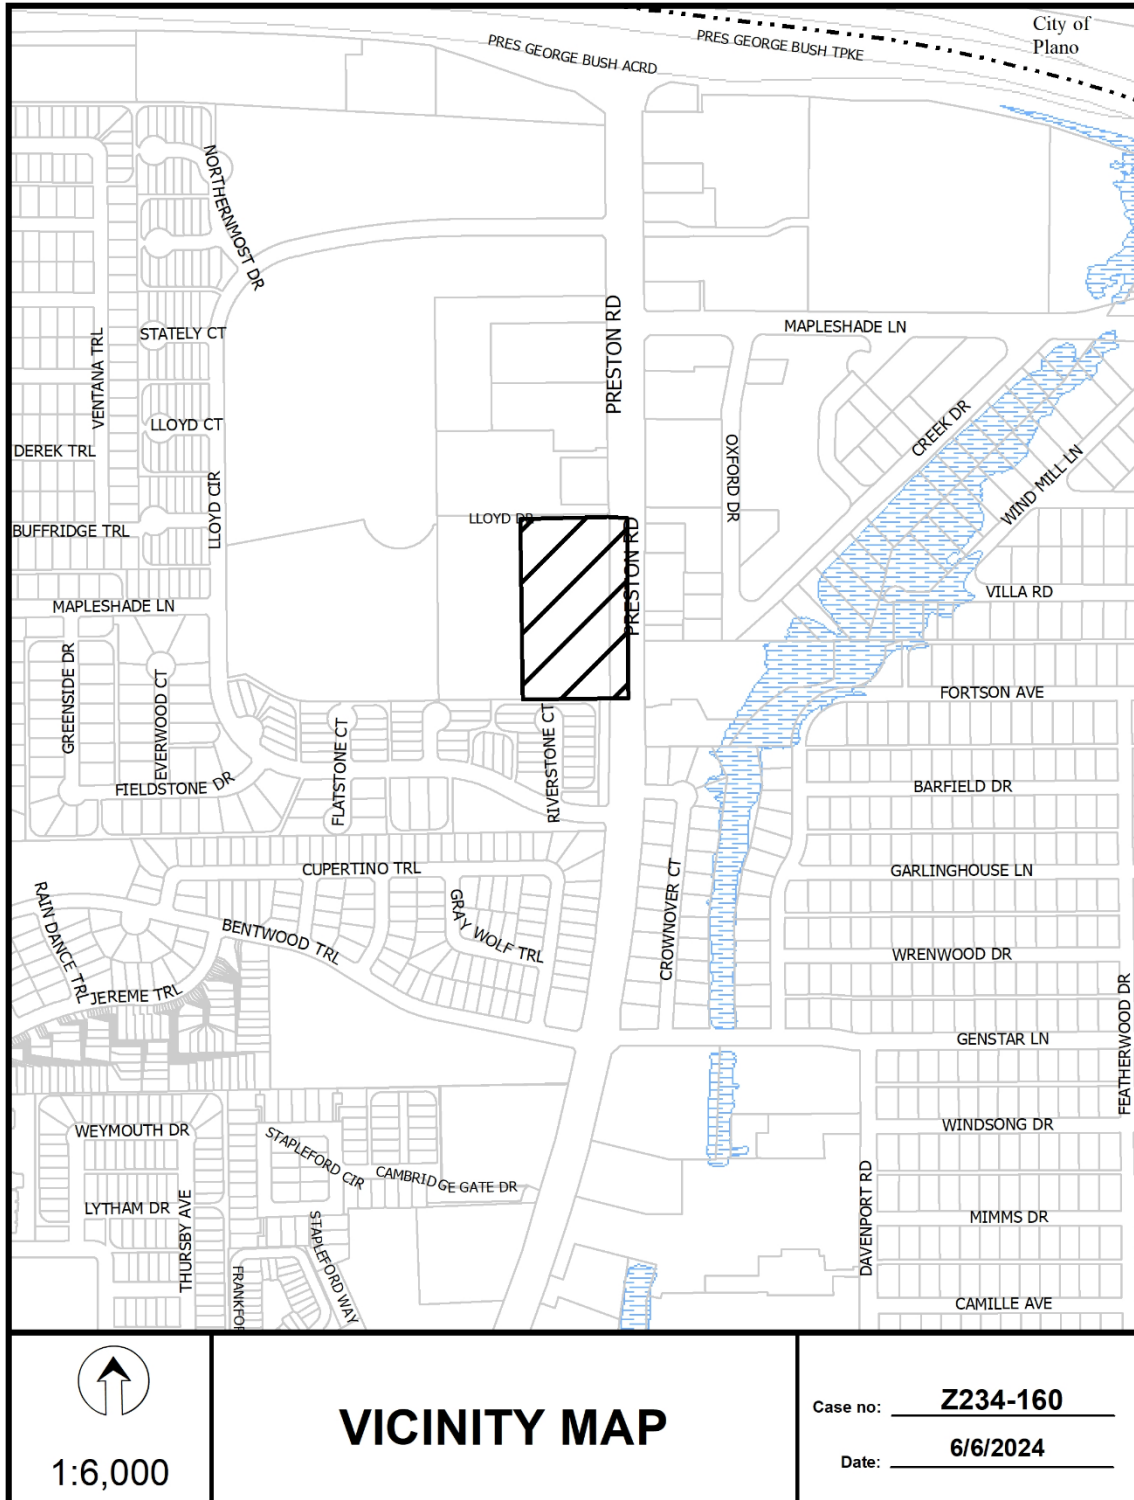 City of
Plano
PRES GEORGE BUSH TPKE
PRES GEORGE BUSH ACRD
NORTHERNMOST DR
PRESTON RD
MAPLESHADE LN
STATELY CT
VENTANA TRL
LLOYD CT
DEREK TRL
CREEK DR
OXFORD DR
WIND MILL LN
LLOYD CIR
LLOYD DR
BUFFRIDGE TRL
PRESTON RD
VILLA RD
MAPLESHADE LN
GREENSIDE DR
EVERWOOD CT
FORTSON AVE
FLATSTONE CT
RIVERSTONE CT
FIELDSTONE DR
BARFIELD DR
CUPERTINO TRL
GARLINGHOUSE LN
RAIN DANCE TRL
BENTWOOD TRL
GRAY WOLF TRL
CROWNOVER CT
WRENWOOD DR
JEREME TRL
FEATHERWOOD DR
GENSTAR LN
WEYMOUTH DR
STAPLEFORD CIR
CAMBRIDGE GATE DR
WINDSONG DR
LYTHAM DR
THURSBY AVE
STAPLEFORD WAY
DAVENPORT RD
MIMMS DR
FRANKFOR
CAMILLE AVE
1:6,000
VICINITY MAP
Case no: Z234-160
Date: 6/6/2024